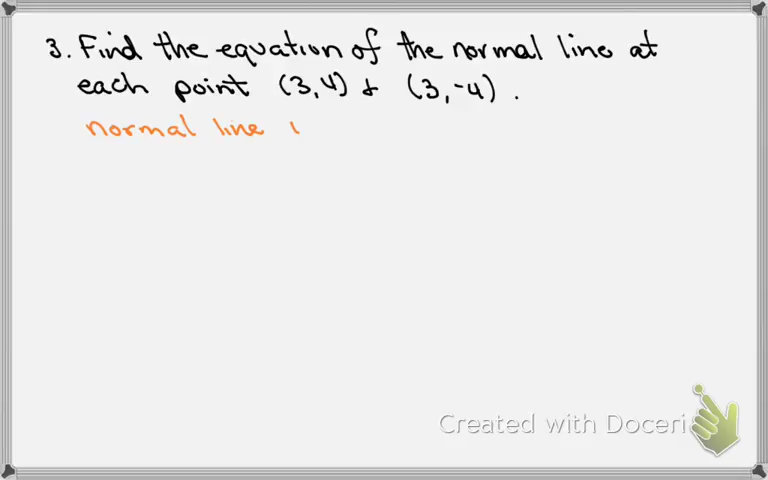 3. Find the equation of the normal line at
each point (3,4) & (3,-4).
normal line
Created with Doceri